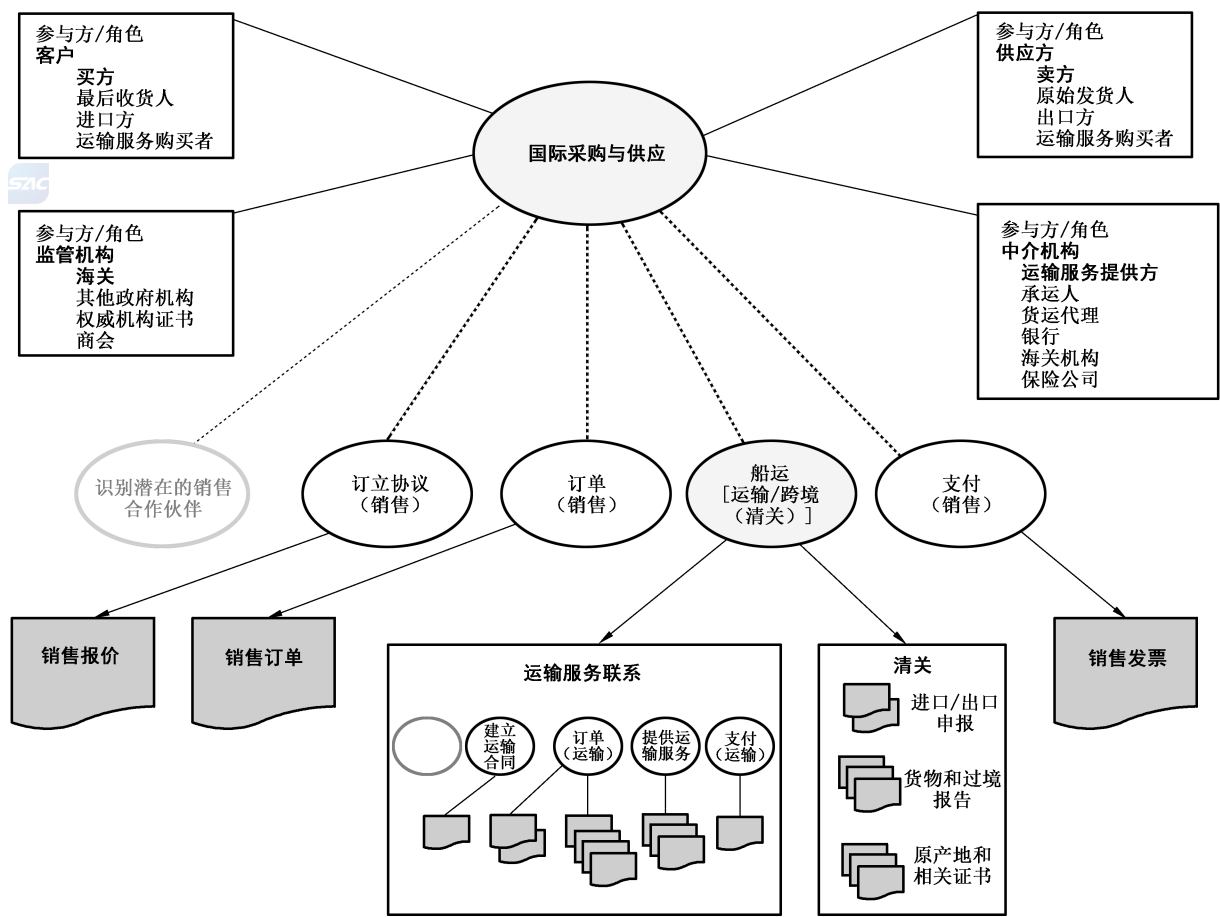 参与方/角色
客户
买方
最后收货人
进口方
运输服务购买者
参与方/角色
供应方
卖方
原始发货人
出口方
运输服务购买者
国际采购与供应
SAC
参与方/角色
监管机构
海关
其他政府机构
权威机构证书
商会
参与方/角色
中介机构
运输服务提供方
承运人
货运代理
银行
海关机构
保险公司
识别潜在的销售
合作伙伴
订立协议
（销售）
订单
（销售）
船运
[运输/跨境
（清关）]
支付
（销售）
销售报价
销售订单
运输服务联系
建立
运输
合同
订单
（运输）
提供运
输服务
支付
（运输）
清关
进口/出口
申报
货物和过境
报告
原产地和
相关证书
销售发票